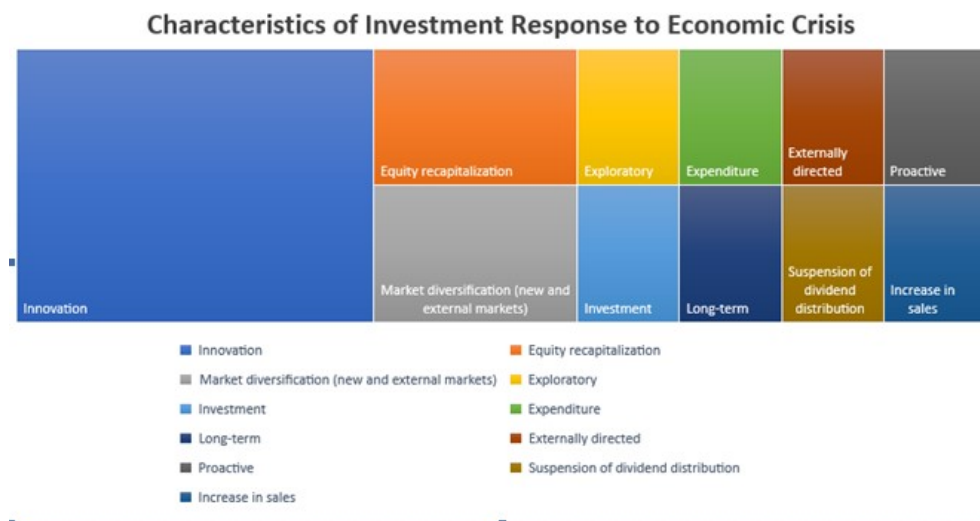 Characteristics of Investment Response to Economic Crisis
Equity recapitalization
Exploratory
Expenditure
Externally
directed
Proactive
Innovation
Market diversification (new and
external markets)
Investment
Long-term
Suspension of
dividend
distribution
Increase in
sales
Innovation
Equity recapitalization
Market diversification (new and external markets)
Exploratory
Investment
Expenditure
Long-term
Externally directed
Proactive
Suspension of dividend distribution
Increase in sales